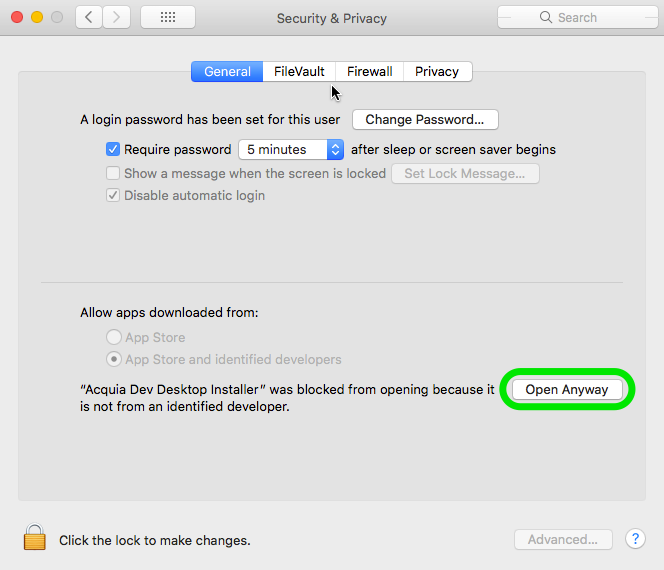 Security & Privacy
Search
General
FileVault
Firewall
Privacy
A login password has been set for this user
Change Password...
Require password
5 minutes
after sleep or screen saver begins
Show a message when the screen is locked
Set Lock Message...
Disable automatic login
Allow apps downloaded from:
App Store
App Store and identified developers
“Acquia Dev Desktop Installer” was blocked from opening because it
is not from an identified developer.
Open Anyway
Click the lock to make changes.
Advanced...
?